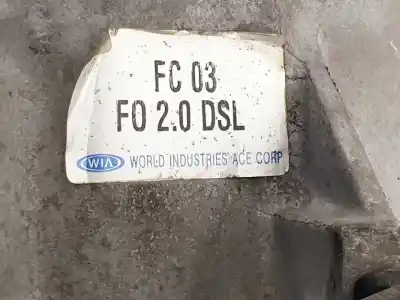 FC 03
FO 2.0 DSL
WIA WORLD INDUSTRIES ACE CORP